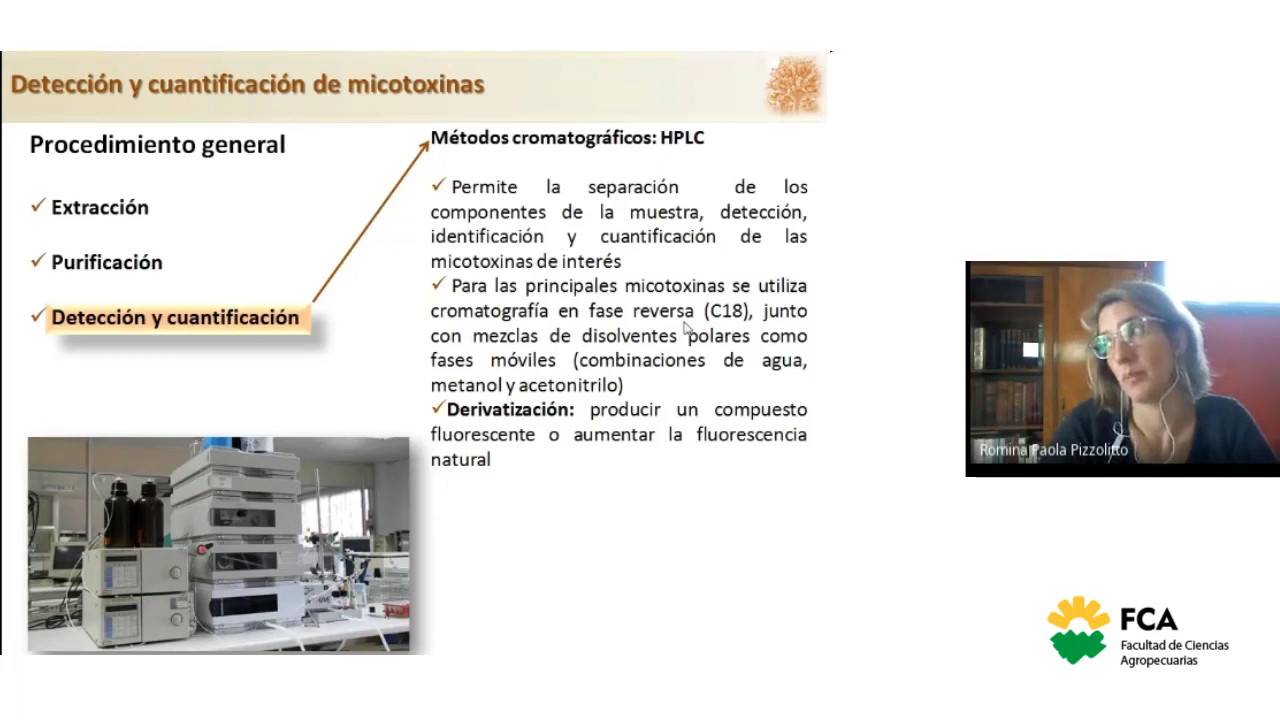 Detección y cuantificación de micotoxinas
Procedimiento general
✓ Extracción
✓ Purificación
✓ Detección y cuantificación
Métodos cromatográficos: HPLC
✓ Permite la separación de los
componentes de la muestra, detección,
identificación y cuantificación de las
micotoxinas de interés
✓ Para las principales micotoxinas se utiliza
cromatografía en fase reversa (C18), junto
con mezclas de disolventes polares como
fases móviles (combinaciones de agua,
metanol y acetonitrilo)
✓Derivatización: producir un compuesto
fluorescente o aumentar la fluorescencia
natural
Romina Paola Pizzolitto
FCA
Facultad de Ciencias
Agropecuarias